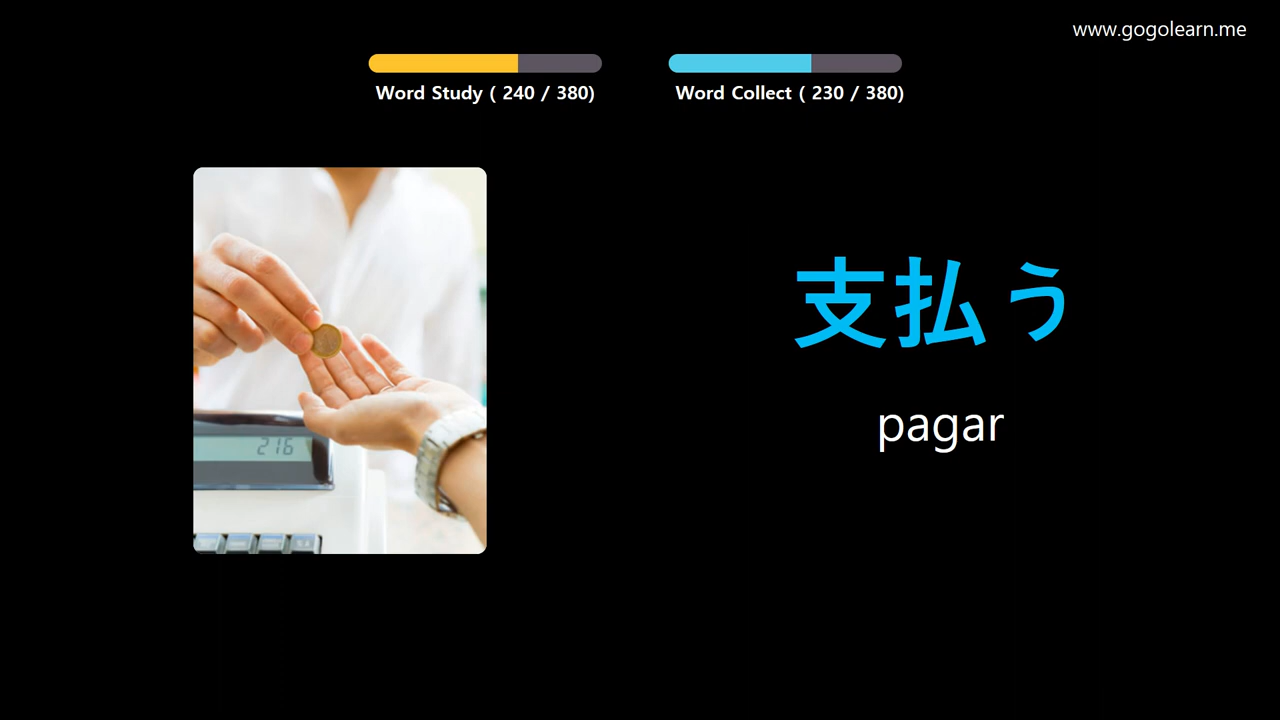 www.gogolearn.me
Word Study ( 240 / 380)
Word Collect ( 230 / 380)
支払う
pagar
216